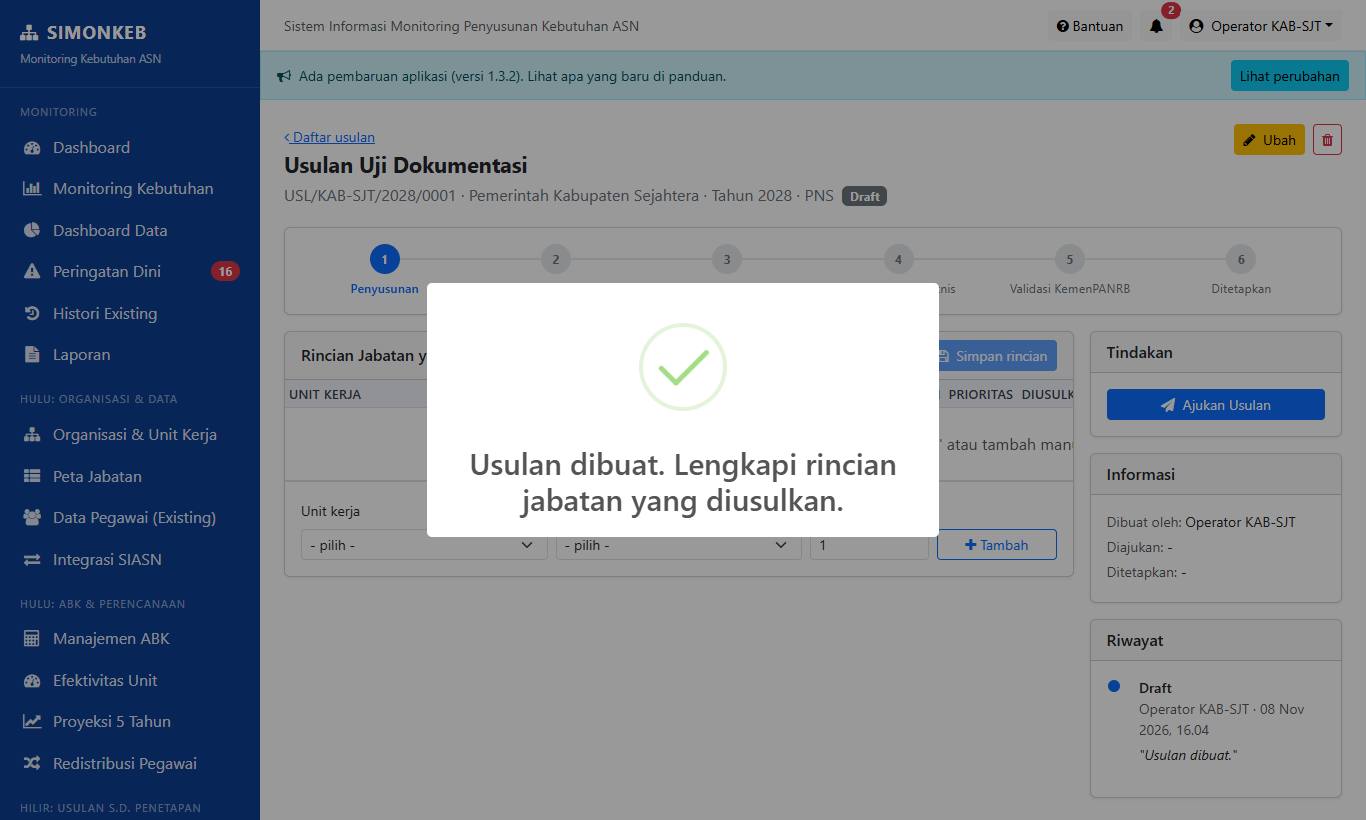 SIMONKEB
Monitoring Kebutuhan ASN
MONITORING
Dashboard
Monitoring Kebutuhan
Dashboard Data
Peringatan Dini 16
Histori Existing
Laporan
HULU: ORGANISASI & DATA
Organisasi & Unit Kerja
Peta Jabatan
Data Pegawai (Existing)
Integrasi SIASN
HULU: ABK & PERENCANAAN
Manajemen ABK
Efektivitas Unit
Proyeksi 5 Tahun
Redistribusi Pegawai
HILIR: USULAN S.D. PENETAPAN
Sistem Informasi Monitoring Penyusunan Kebutuhan ASN
Bantuan
2
Operator KAB-SJT
Ada pembaruan aplikasi (versi 1.3.2). Lihat apa yang baru di panduan.
Lihat perubahan
Daftar usulan
Usulan Uji Dokumentasi
USL/KAB-SJT/2028/0001 · Pemerintah Kabupaten Sejahtera · Tahun 2028 · PNS Draft
Ubah
1 2 3 4 5 6
Penyusunan Validasi KemenPANRB Ditetapkan
Rincian Jabatan
Simpan rincian
UNIT KERJA PRIORITAS DIUSULK
atau tambah
Usulan dibuat. Lengkapi rincian
jabatan yang diusulkan.
Unit kerja
- pilih - - pilih - 1 Tambah
Tindakan
Ajukan Usulan
Informasi
Dibuat oleh: Operator KAB-SJT
Diajukan: -
Ditetapkan: -
Riwayat
Draft
Operator KAB-SJT · 08 Nov
2026, 16.04
"Usulan dibuat."